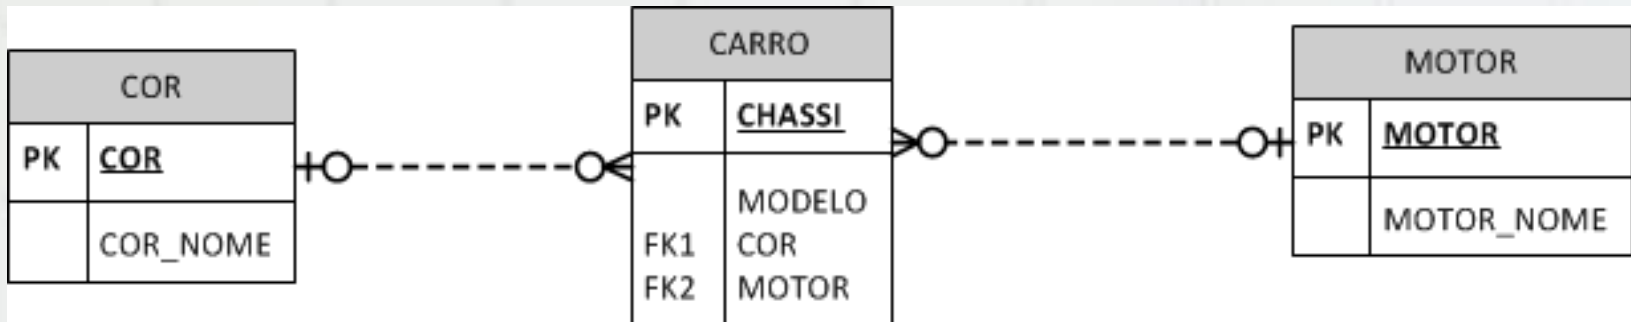 COR
PK COR
COR_NOME
CARRO
PK CHASSI
MODELO
FK1 COR
FK2 MOTOR
MOTOR
PK MOTOR
MOTOR_NOME